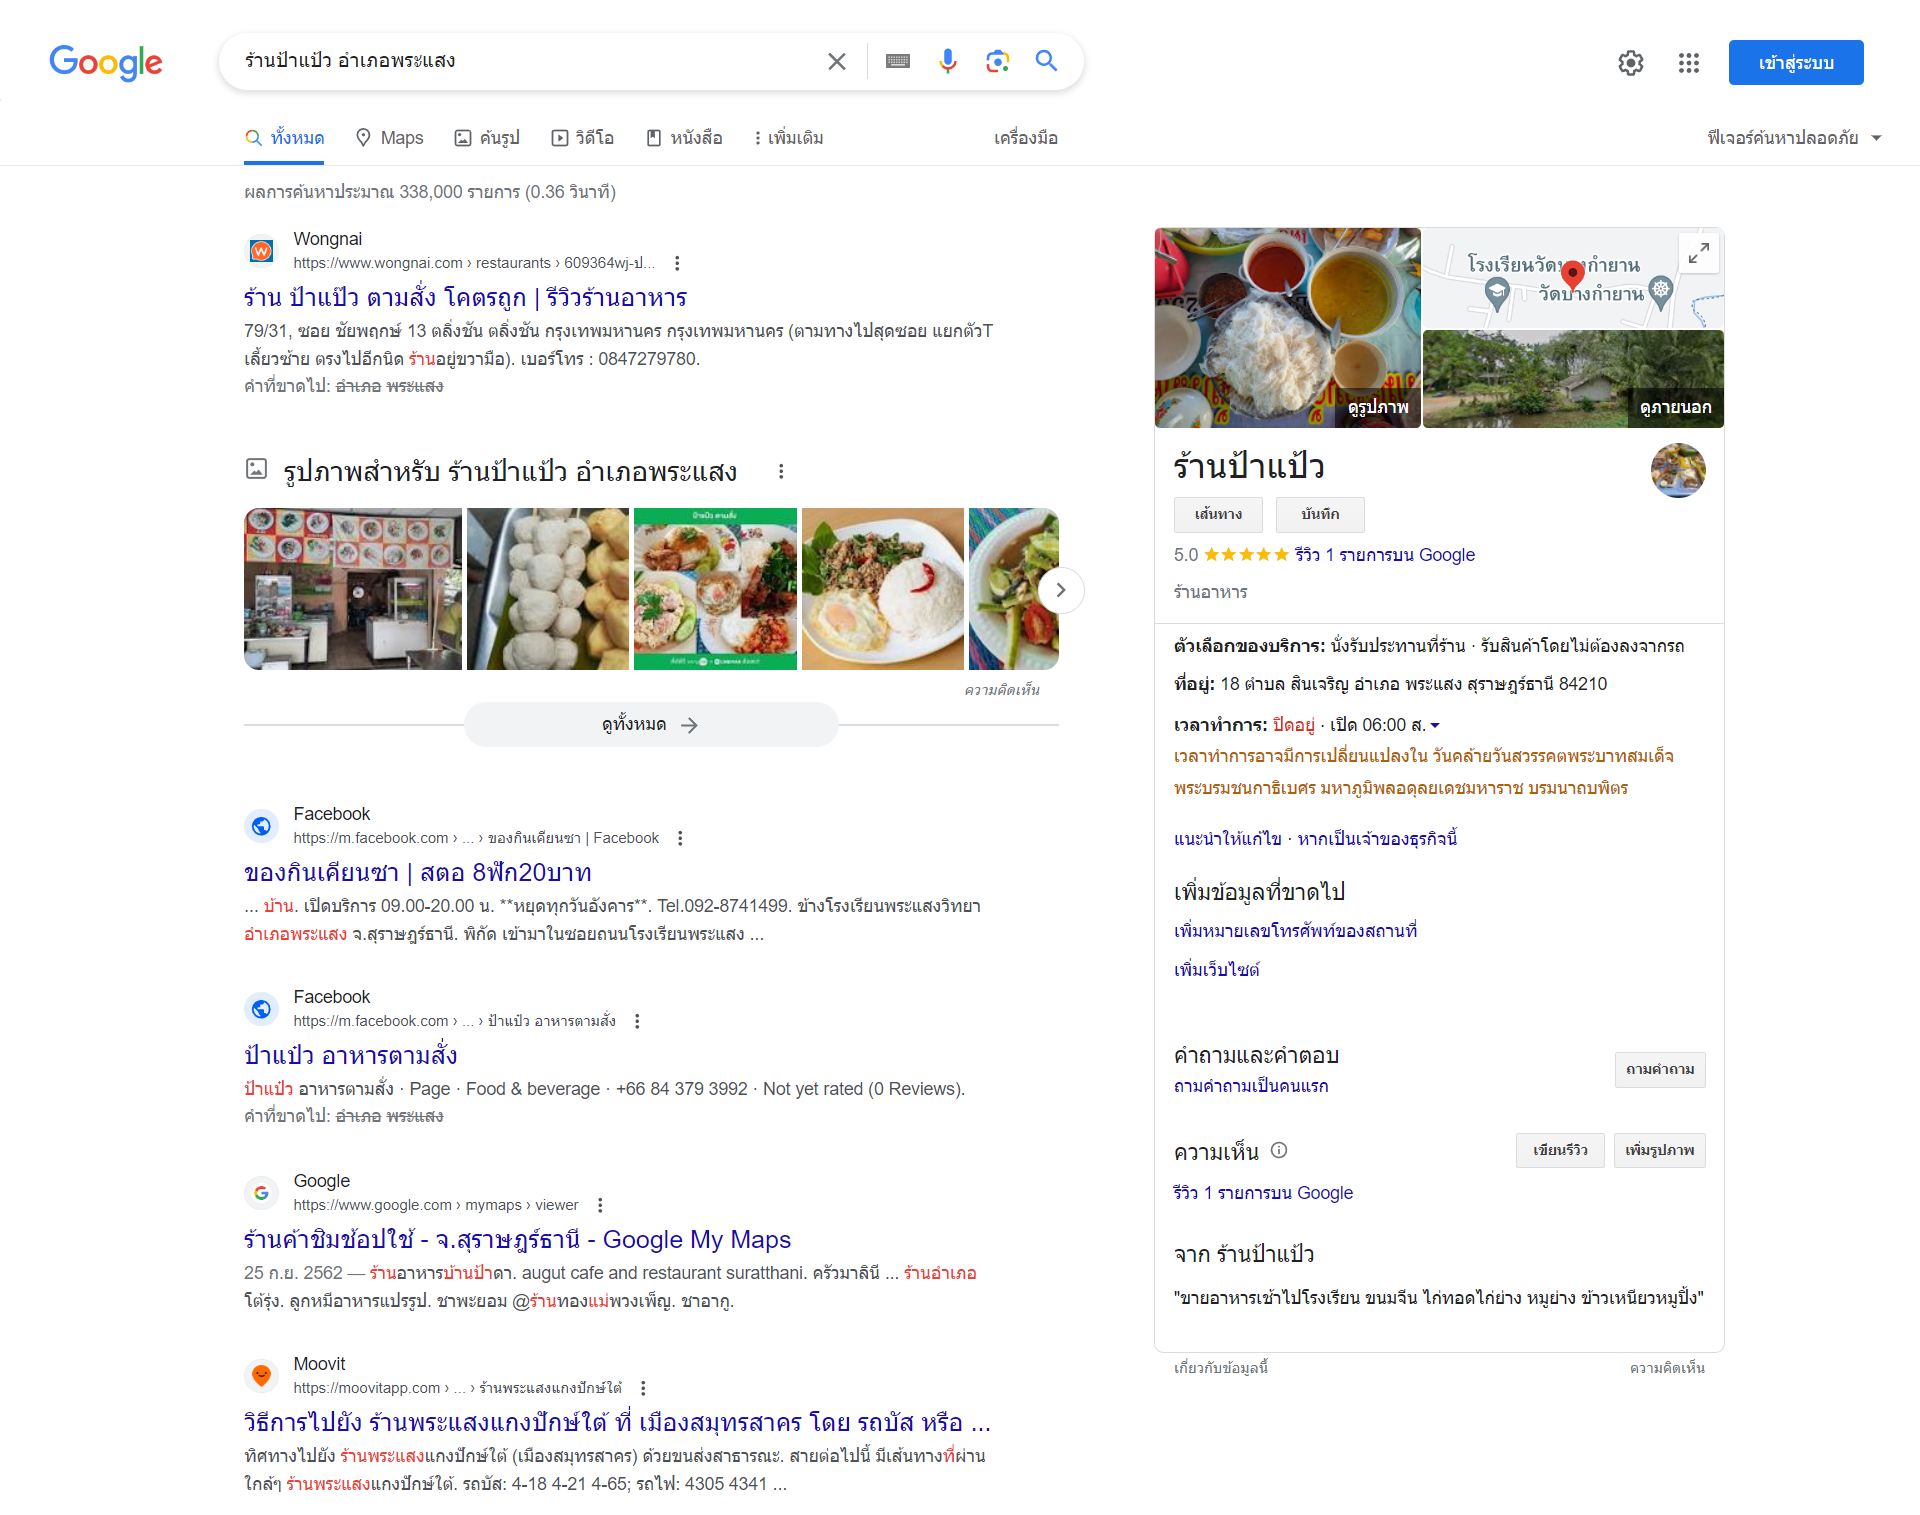 Google
ร้านป้าแป้ว อำเภอพระแสง
เข้าสู่ระบบ
ทั้งหมด
Maps
ค้นรูป
วิดีโอ
หนังสือ
เพิ่มเติม
เครื่องมือ
ฟีเจอร์ค้นหาปลอดภัย
ผลการค้นหาประมาณ 338,000 รายการ (0.36 วินาที)
Wongnai
https://www.wongnai.com › restaurants › 609364wj-ป...
ร้าน ป้าแป๊ว ตามสั่ง โคตรถูก | รีวิวร้านอาหาร
79/31, ซอย ชัยพฤกษ์ 13 ตลิ่งชัน ตลิ่งชัน กรุงเทพมหานคร กรุงเทพมหานคร (ตามทางไปสุดซอย แยกตัวT
เลี้ยวซ้าย ตรงไปอีกนิด ร้านอยู่ขวามือ). เบอร์โทร : 0847279780.
คำที่ขาดไป: อำเภอ พระแสง
รูปภาพสำหรับ ร้านป้าแป้ว อำเภอพระแสง
ความคิดเห็น
ดูทั้งหมด
Facebook
https://m.facebook.com › ... › ของกินเคียนซา | Facebook
ของกินเคียนซา | สตอ 8ฟัก20บาท
... บ้าน. เปิดบริการ 09.00-20.00 น. **หยุดทุกวันอังคาร**. Tel.092-8741499. ข้างโรงเรียนพระแสงวิทยา
อำเภอพระแสง จ.สุราษฎร์ธานี. พิกัด เข้ามาในซอยถนนโรงเรียนพระแสง ...
Facebook
https://m.facebook.com › ... › ป้าแป๋ว อาหารตามสั่ง
ป้าแป๋ว อาหารตามสั่ง
ป้าแป๋ว อาหารตามสั่ง · Page · Food & beverage · +66 84 379 3992 · Not yet rated (0 Reviews).
คำที่ขาดไป: อำเภอ พระแสง
Google
https://www.google.com › mymaps › viewer
ร้านค้าชิมช้อปใช้ - จ.สุราษฎร์ธานี - Google My Maps
25 ก.ย. 2562 — ร้านอาหารบ้านป้าดา. augut cafe and restaurant suratthani. ครัวมาลินี ... ร้านอำเภอ
โต้รุ่ง. ลูกหมีอาหารแปรรูป. ชาพะยอม @ร้านทองแม่พวงเพ็ญ. ชาอากู.
Moovit
https://moovitapp.com › ... › ร้านพระแสงแกงปักษ์ใต้
วิธีการไปยัง ร้านพระแสงแกงปักษ์ใต้ ที่ เมืองสมุทรสาคร โดย รถบัส หรือ ...
ทิศทางไปยัง ร้านพระแสงแกงปักษ์ใต้ (เมืองสมุทรสาคร) ด้วยขนส่งสาธารณะ. สายต่อไปนี้ มีเส้นทางที่ผ่าน
ใกล้ๆ ร้านพระแสงแกงปักษ์ใต้. รถบัส: 4-18 4-21 4-65; รถไฟ: 4305 4341 ...
โรงเรียนวัดบางกำยาน
วัดบางกำยาน
ดูรูปภาพ
ดูภายนอก
ร้านป้าแป้ว
เส้นทาง
บันทึก
5.0 รีวิว 1 รายการบน Google
ร้านอาหาร
ตัวเลือกของบริการ: นั่งรับประทานที่ร้าน · รับสินค้าโดยไม่ต้องลงจากรถ
ที่อยู่: 18 ตำบล สินเจริญ อำเภอ พระแสง สุราษฎร์ธานี 84210
เวลาทำการ: ปิดอยู่ · เปิด 06:00 ส.
เวลาทำการอาจมีการเปลี่ยนแปลงใน วันคล้ายวันสวรรคตพระบาทสมเด็จ
พระบรมชนกาธิเบศร มหาภูมิพลอดุลยเดชมหาราช บรมนาถบพิตร
แนะนำให้แก้ไข · หากเป็นเจ้าของธุรกิจนี้
เพิ่มข้อมูลที่ขาดไป
เพิ่มหมายเลขโทรศัพท์ของสถานที่
เพิ่มเว็บไซต์
คำถามและคำตอบ
ถามคำถามเป็นคนแรก
ถามคำถาม
ความเห็น
เขียนรีวิว
เพิ่มรูปภาพ
รีวิว 1 รายการบน Google
จาก ร้านป้าแป้ว
"ขายอาหารเช้าไปโรงเรียน ขนมจีน ไก่ทอดไก่ย่าง หมูย่าง ข้าวเหนียวหมูปิ้ง"
เกี่ยวกับข้อมูลนี้
ความคิดเห็น